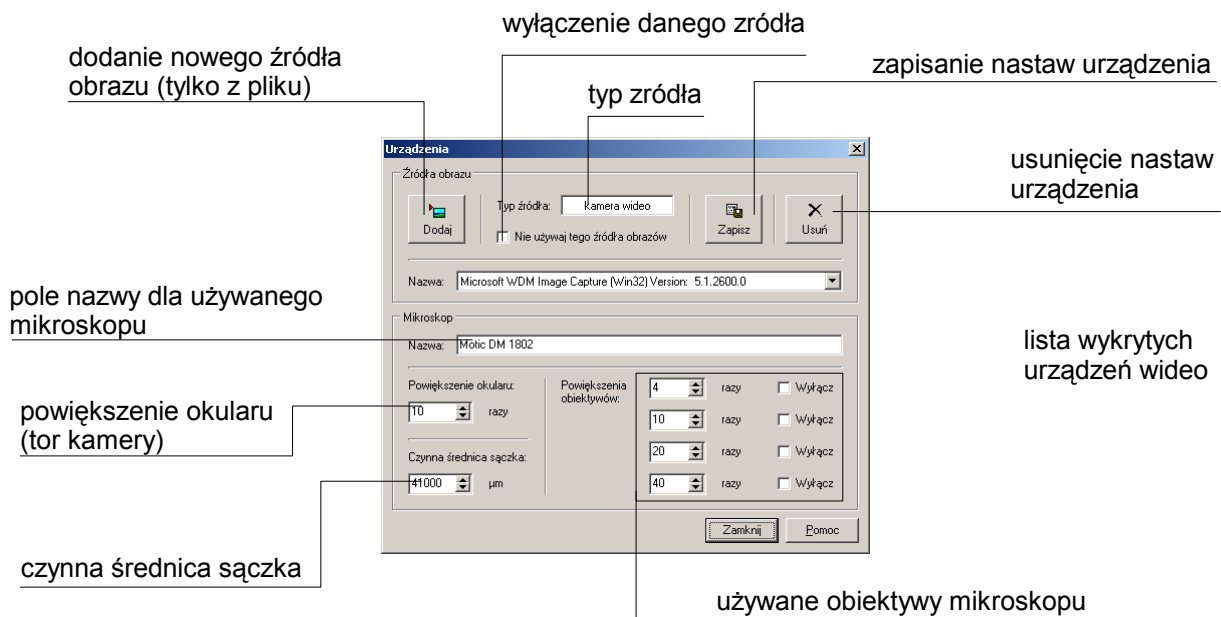 wyłączenie danego zródła
dodanie nowego źródła
obrazu (tylko z pliku)
zapisanie nastaw urządzenia
typ zródła
usunięcie nastaw
urządzenia
Urządzenia
Źródła obrazu
Dodaj
Typ źródła:
Kamera wideo
Nie używaj tego źródła obrazów
Zapisz
Usuń
Nazwa:
Microsoft WDM Image Capture (Win32) Version: 5.1.2600.0
pole nazwy dla używanego
mikroskopu
Mikroskop
Nazwa:
Motic DM 1802
lista wykrytych
urządzeń wideo
Powiększenie okularu:
10 razy
Powiększenia
obiektywów:
4 razy Wyłącz
10 razy Wyłącz
20 razy Wyłącz
40 razy Wyłącz
powiększenie okularu
(tor kamery)
Czynna średnica sączka:
41000 µm
Zamknij
Pomoc
czynna średnica sączka
używane obiektywy mikroskopu